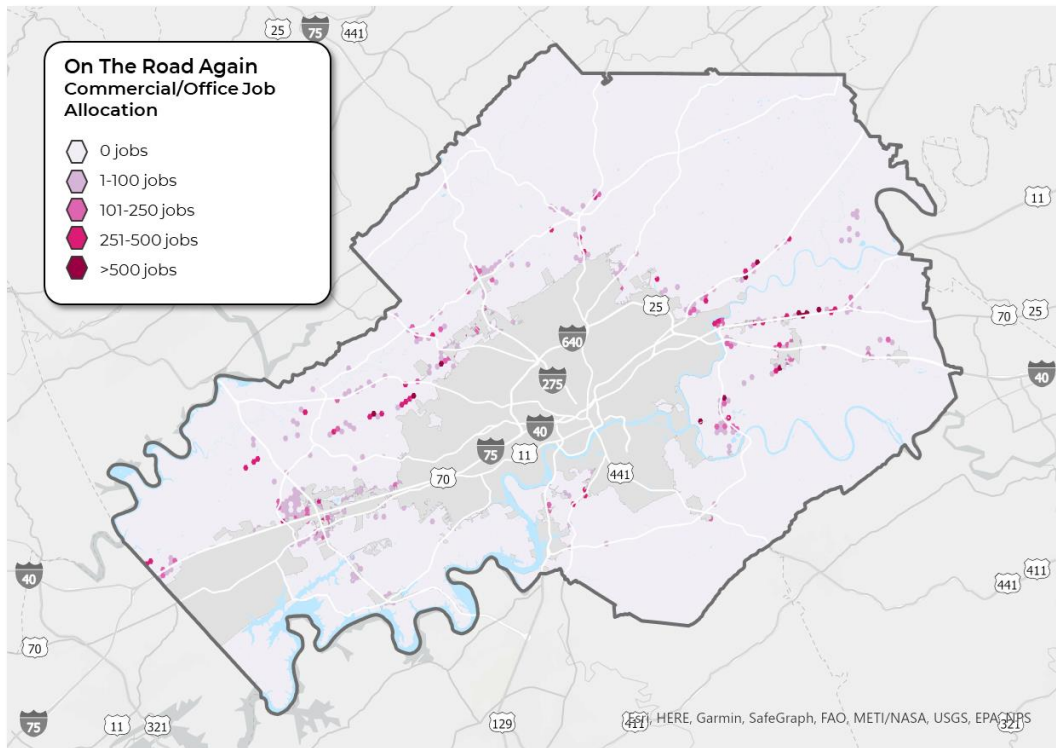 25
75
441
On The Road Again
Commercial/Office Job
Allocation
0 jobs
1-100 jobs
101-250 jobs
251-500 jobs
>500 jobs
11
25
70
25
640
40
275
40
75
11
70
441
40
411
441
70
75
11
321
129
411
321
Esri, HERE, Garmin, SafeGraph, FAO, METI/NASA, USGS, EPA, NPS